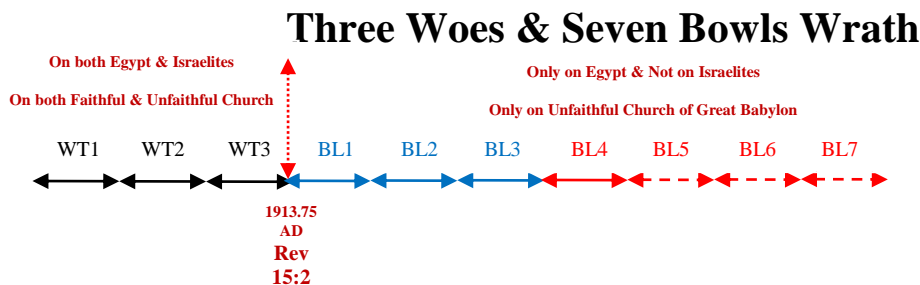 Three Woes & Seven Bowls Wrath
On both Egypt & Israelites
On both Faithful & Unfaithful Church
Only on Egypt & Not on Israelites
Only on Unfaithful Church of Great Babylon
WT1 WT2 WT3 BL1 BL2 BL3 BL4 BL5 BL6 BL7
1913.75
AD
Rev
15:2